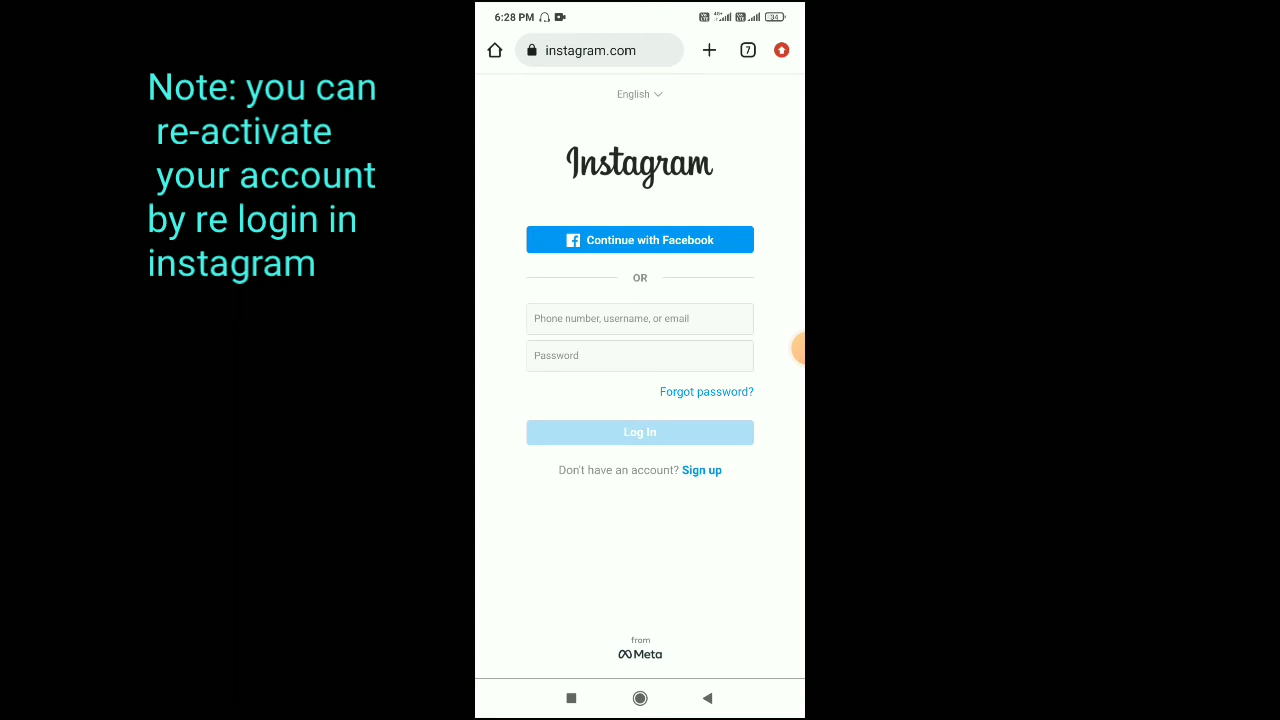 Note: you can
re-activate
your account
by re login in
instagram
6:28 PM 34
instagram.com 7
English
Instagram
Continue with Facebook
OR
Phone number, username, or email
Password
Forgot password?
Log In
Don't have an account? Sign up
from
Meta